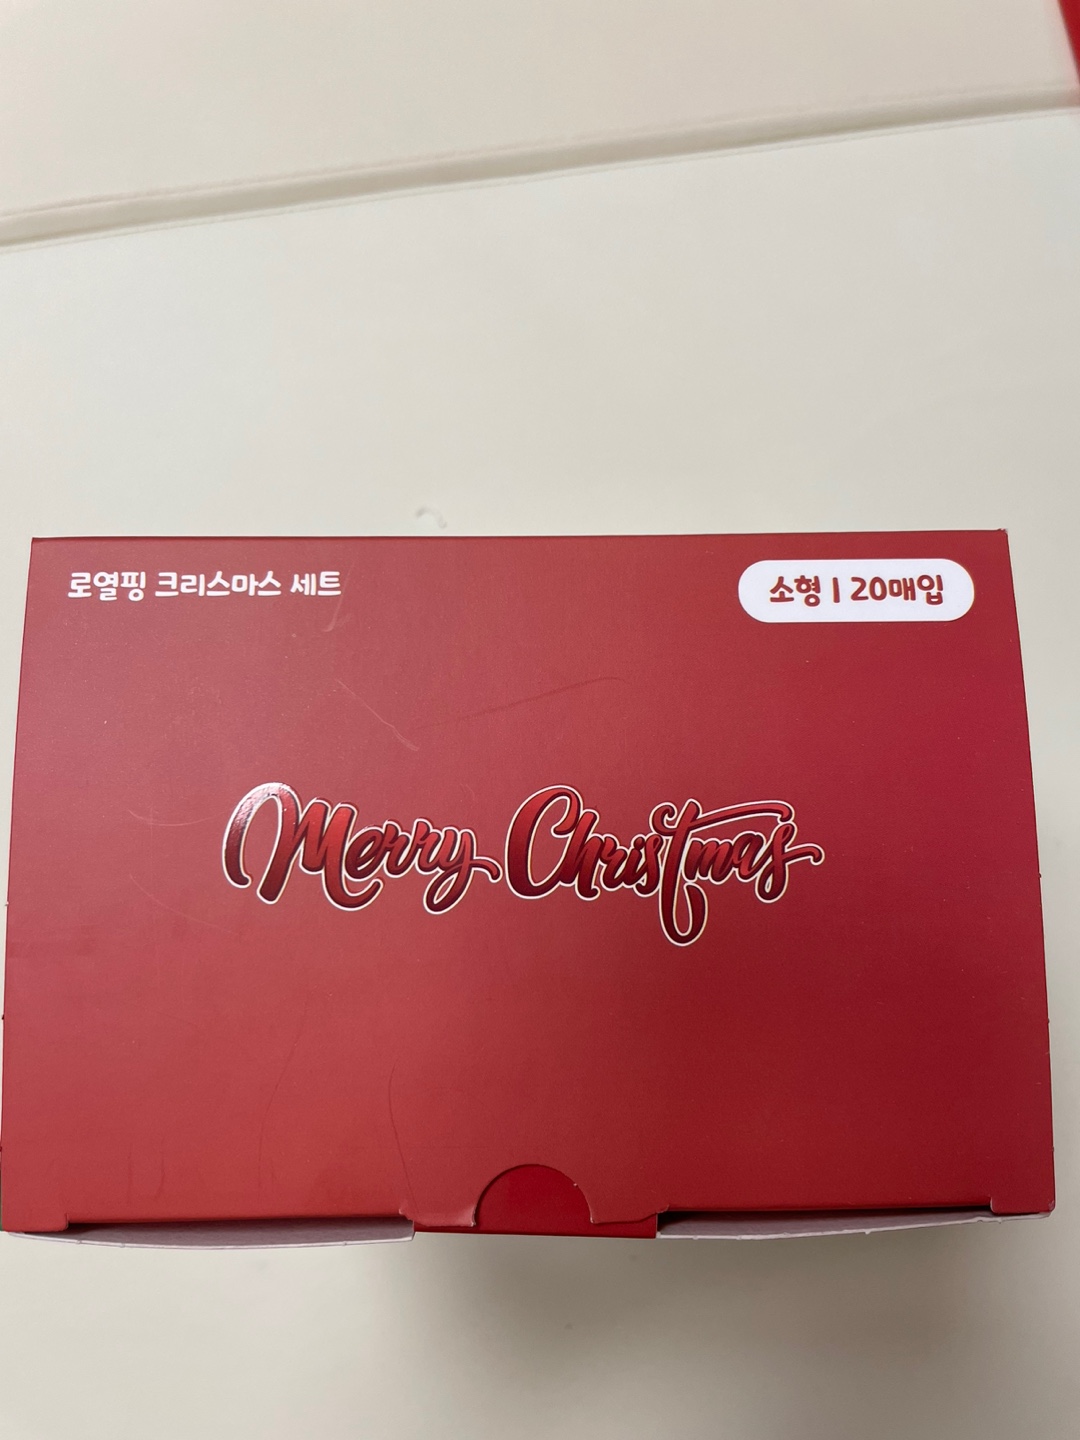 로열핑 크리스마스 세트
소형 | 20매입
Merry Christmas